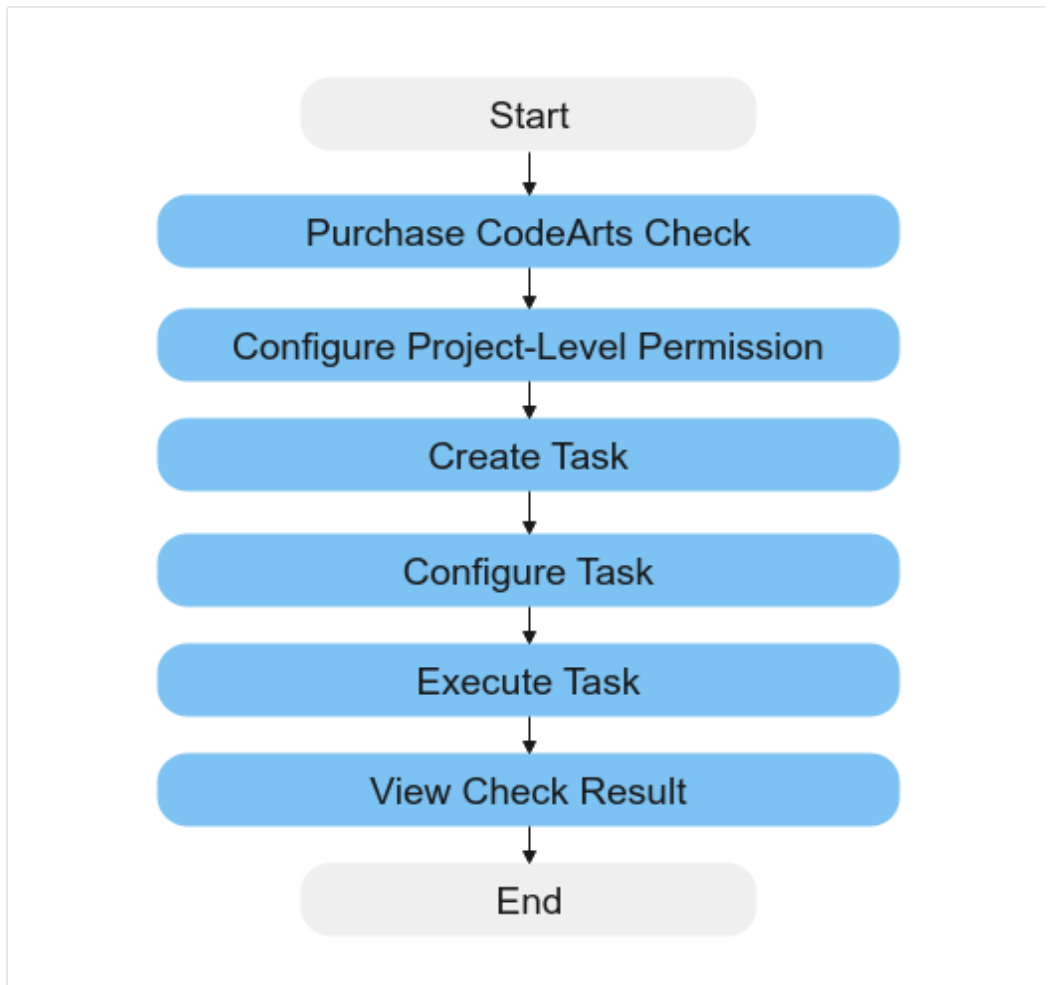 Start
Purchase CodeArts Check
Configure Project-Level Permission
Create Task
Configure Task
Execute Task
View Check Result
End